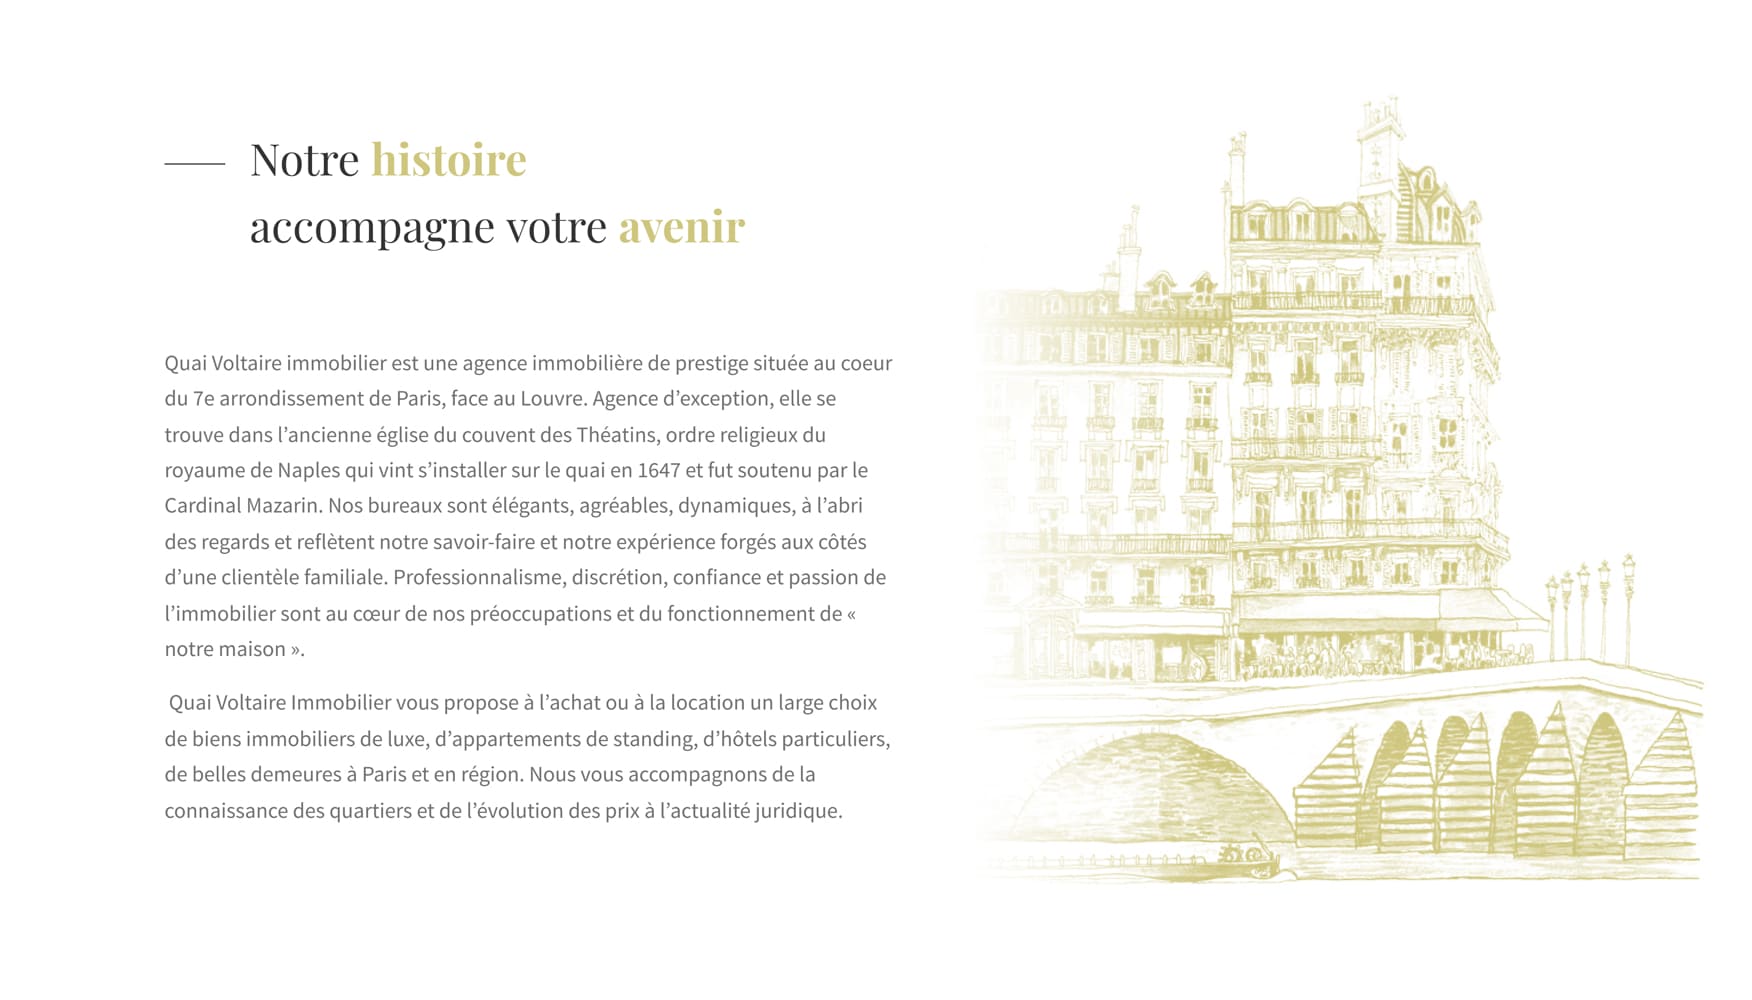 Notre histoire
accompagne votre avenir
Quai Voltaire immobilier est une agence immobilière de prestige située au coeur
du 7e arrondissement de Paris, face au Louvre. Agence d’exception, elle se
trouve dans l’ancienne église du couvent des Théatins, ordre religieux du
royaume de Naples qui vint s’installer sur le quai en 1647 et fut soutenu par le
Cardinal Mazarin. Nos bureaux sont élégants, agréables, dynamiques, à l’abri
des regards et reflètent notre savoir-faire et notre expérience forgés aux côtés
d’une clientèle familiale. Professionnalisme, discrétion, confiance et passion de
l’immobilier sont au cœur de nos préoccupations et du fonctionnement de «
notre maison ».
Quai Voltaire Immobilier vous propose à l’achat ou à la location un large choix
de biens immobiliers de luxe, d’appartements de standing, d’hôtels particuliers,
de belles demeures à Paris et en région. Nous vous accompagnons de la
connaissance des quartiers et de l’évolution des prix à l’actualité juridique.